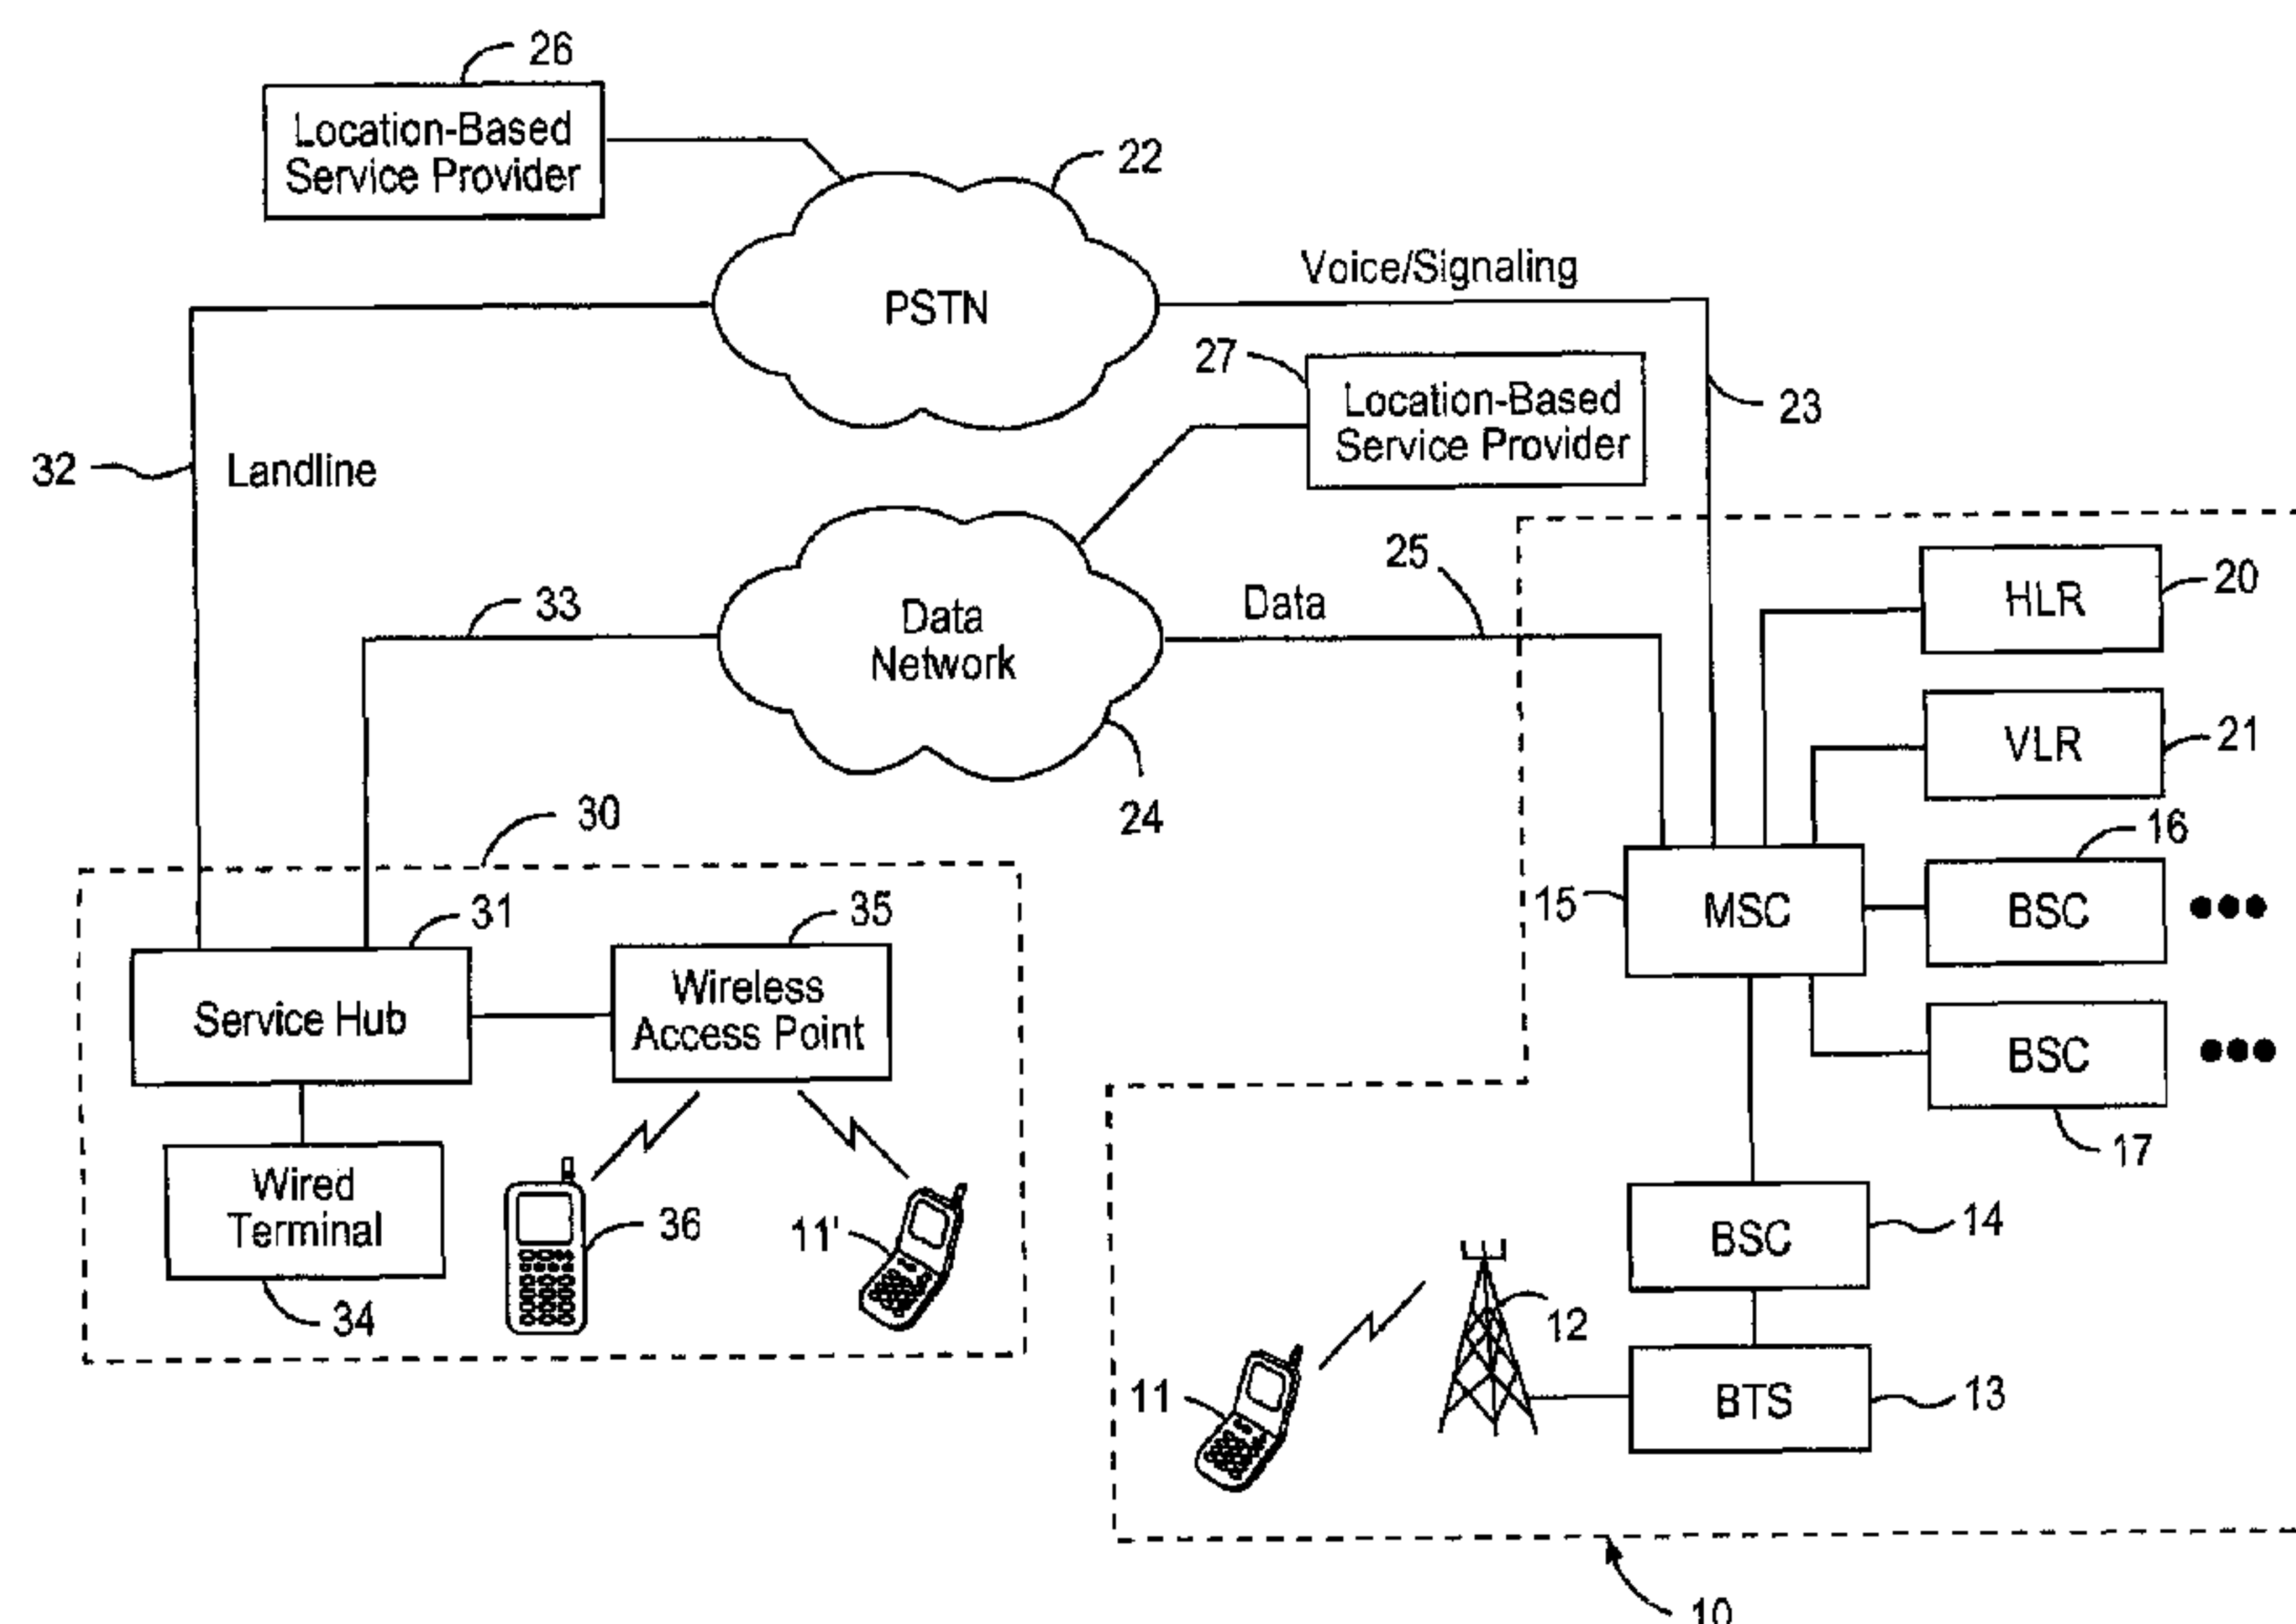 26
Location-Based
Service Provider
22
Voice/Signaling
PSTN
27
Location-Based
Service Provider
23
32
Landline
25
20
HLR
33
Data
Data
Network
VLR
21
30
24
16
31
35
15
MSC
BSC
Wireless
Access Point
Service Hub
BSC
17
Wired
Terminal
36
11'
14
BSC
34
12
11
BTS
13
10